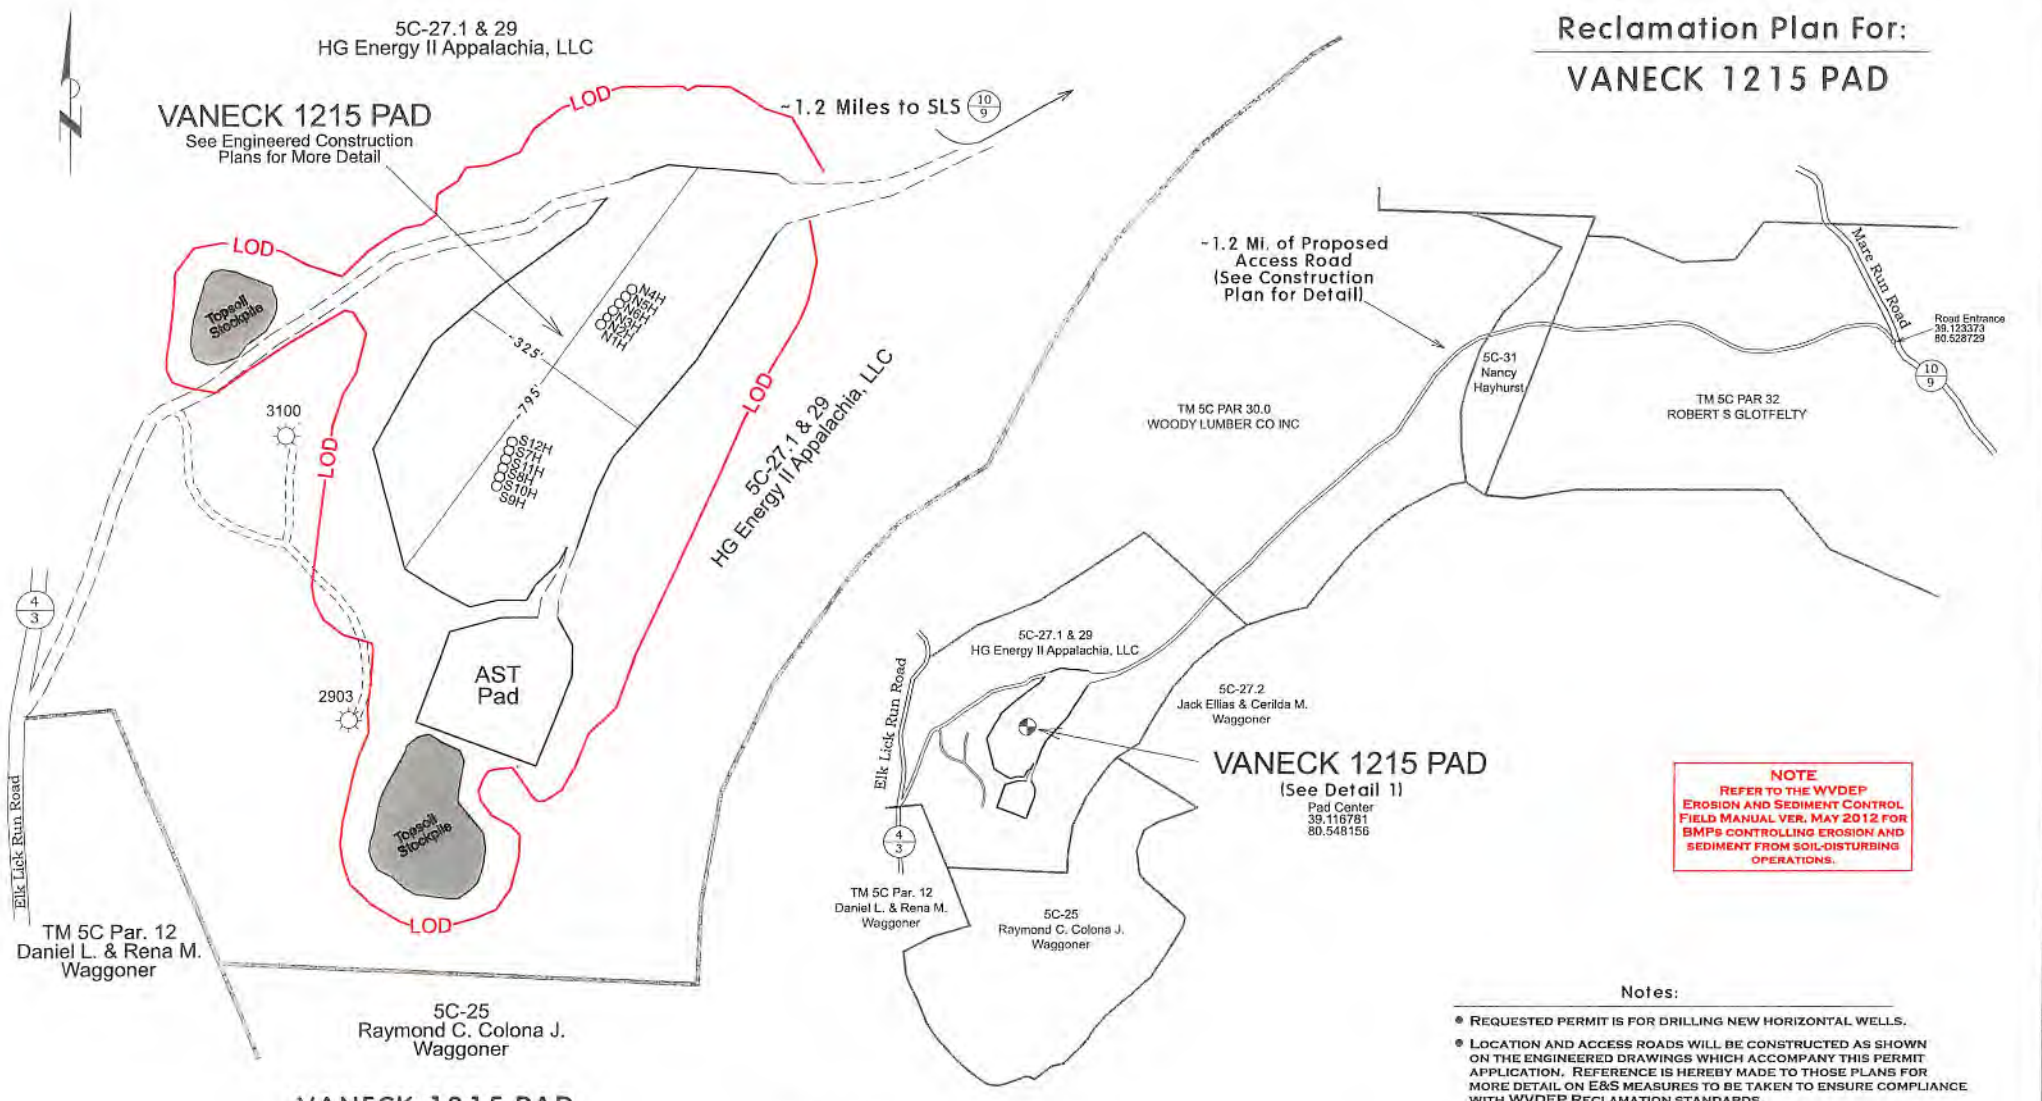 Reclamation Plan For:
VANECK 1215 PAD
5C-27.1 & 29
HG Energy II Appalachia, LLC
VANECK 1215 PAD
See Engineered Construction
Plans for More Detail
N
LOD
~1.2 Miles to SLS
10
9
LOD
Topsoil
Stockpile
N4H
N5H
N6H
N3H
N2H
N1H
~325'
~795'
3100
S12H
S7H
S11H
S8H
S10H
S9H
LOD
LOD
5C-27.1 & 29
HG Energy II Appalachia, LLC
4
3
AST
Pad
2903
Topsoil
Stockpile
LOD
Elk Lick Run Road
TM 5C Par. 12
Daniel L. & Rena M.
Waggoner
5C-25
Raymond C. Colona J.
Waggoner
VANECK 1215 PAD
~1.2 Mi. of Proposed
Access Road
(See Construction
Plan for Detail)
Mare Run Road
Road Entrance
39.123373
80.528729
10
9
5C-31
Nancy
Hayhurst
TM 5C PAR 30.0
WOODY LUMBER CO INC
TM 5C PAR 32
ROBERT S GLOTFELTY
5C-27.1 & 29
HG Energy II Appalachia, LLC
Elk Lick Run Road
5C-27.2
Jack Ellias & Cerilda M.
Waggoner
VANECK 1215 PAD
(See Detail 1)
Pad Center
39.116781
80.548156
4
3
TM 5C Par. 12
Daniel L. & Rena M.
Waggoner
5C-25
Raymond C. Colona J.
Waggoner
NOTE
REFER TO THE WVDEP
EROSION AND SEDIMENT CONTROL
FIELD MANUAL VER. MAY 2012 FOR
BMPS CONTROLLING EROSION AND
SEDIMENT FROM SOIL-DISTURBING
OPERATIONS.
Notes:
• REQUESTED PERMIT IS FOR DRILLING NEW HORIZONTAL WELLS.
• LOCATION AND ACCESS ROADS WILL BE CONSTRUCTED AS SHOWN
ON THE ENGINEERED DRAWINGS WHICH ACCOMPANY THIS PERMIT
APPLICATION. REFERENCE IS HEREBY MADE TO THOSE PLANS FOR
MORE DETAIL ON E&S MEASURES TO BE TAKEN TO ENSURE COMPLIANCE
WITH WVDEP RECLAMATION STANDARDS